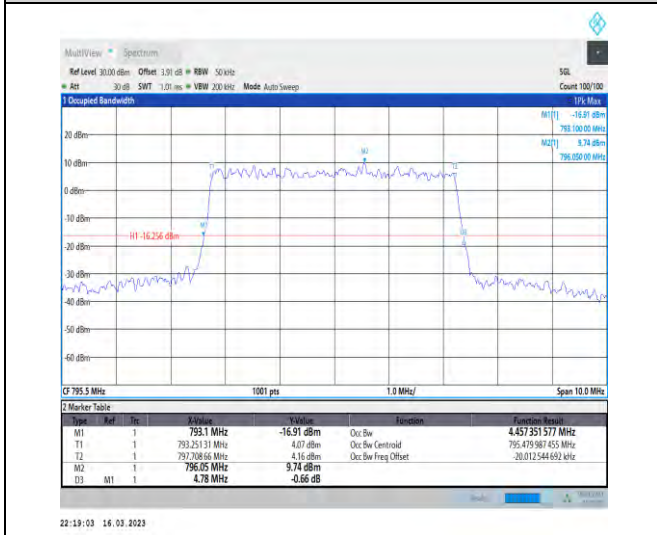 MultiView Spectrum
Ref Level 30.00 dBm Offset 3.91 dB RBW 50 kHz SGL
Att 30 dB SWT 1.01 ms VBW 200 kHz Mode Auto Sweep Count 100/100
1 Occupied Bandwidth 1Pk Max
M1[1] -16.91 dBm
793.10000 MHz
M2[1] 9.74 dBm
796.05000 MHz
20 dBm
M2
T1 T2
10 dBm
0 dBm
-10 dBm
M1
H1 -16.256 dBm
D3
-20 dBm
-30 dBm
-40 dBm
-50 dBm
-60 dBm
CF 795.5 MHz 1001 pts 1.0 MHz/ Span 10.0 MHz
2 Marker Table
Type Ref Trc X-Value Y-Value Function Function Result
M1 1 793.1 MHz -16.91 dBm Occ Bw 4.457 351 577 MHz
T1 1 793.251 31 MHz 4.07 dBm Occ Bw Centroid 795.479 987 455 MHz
T2 1 797.708 66 MHz 4.16 dBm Occ Bw Freq Offset -20.012 544 692 kHz
M2 1 796.05 MHz 9.74 dBm
D3 M1 1 4.78 MHz -0.66 dB
22:19:03 16.03.2023